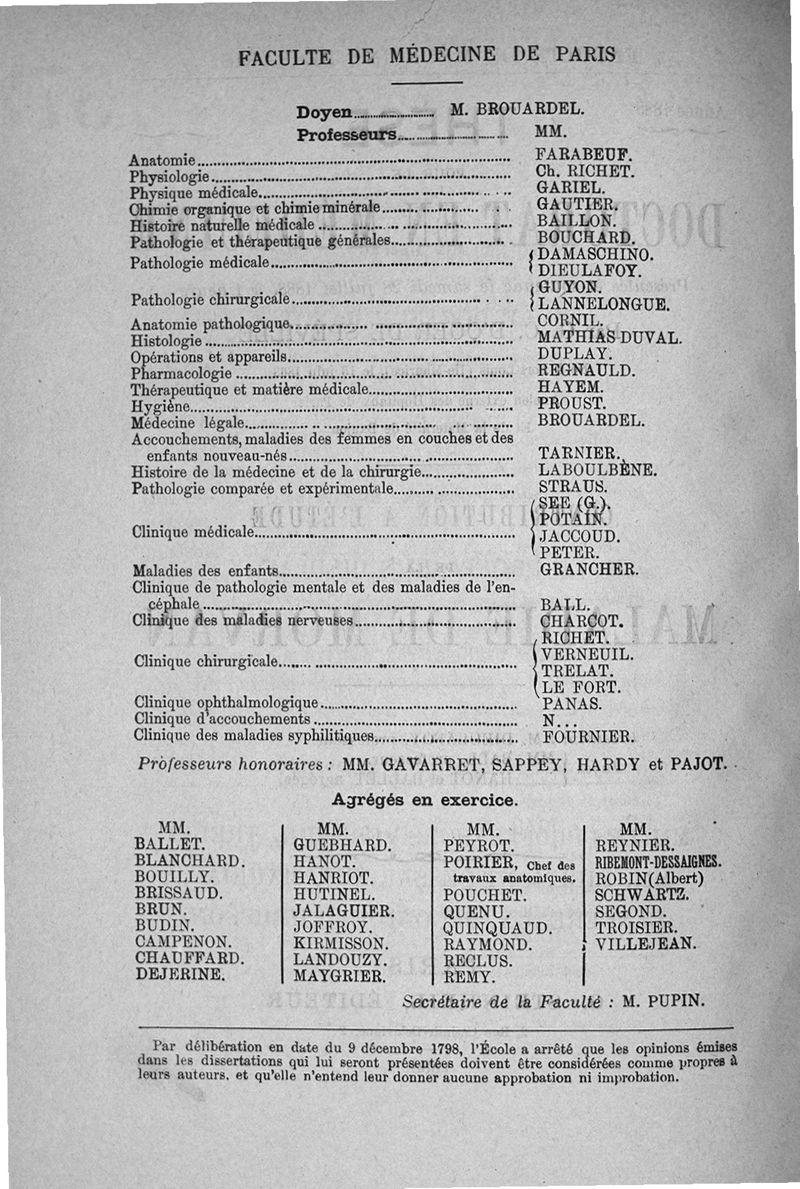 FACULTE DE MÉDECINE DE PARIS
Doyen.......................... M. BROUARDEL.
Professeurs.................................. MM.
Anatomie.................................. FARABEUF.
Physiologie.................................. Ch. RICHET.
Physique médicale.................................. GARIEL.
Chimie organique et chimie minérale.......................... GAUTIER.
Histoire naturelle médicale.................................. BAILLON.
Pathologie et thérapeutique générales.......................... BOUCHARD.
DAMASCHINO.
Pathologie médicale..................................
DIEULAFOY.
GUYON.
Pathologie chirurgicale..................................
LANNELONGUE.
Anatomie pathologique.................................. CORNIL.
Histologie.................................. MATHIAS DUVAL.
Opérations et appareils.................................. DUPLAY.
Pharmacologie.................................. REGNAULD.
Thérapeutique et matière médicale.......................... HAYEM.
Hygiène.................................. PROUST.
Médecine légale.................................. BROUARDEL.
Accouchements, maladies des femmes en couches et des
enfants nouveau-nés.................................. TARNIER.
Histoire de la médecine et de la chirurgie.................. LABOULBÈNE.
Pathologie comparée et expérimentale.......................... STRAUS.
SEE (G.).
POTAIN.
Clinique médicale.................................. JACCOUD.
PETER.
Maladies des enfants.................................. GRANCHER.
Clinique de pathologie mentale et des maladies de l'en-
céphale.................................. BALL.
Clinique des maladies nerveuses.......................... CHARCOT.
RICHET.
VERNEUIL.
Clinique chirurgicale..................................
TRELAT.
LE FORT.
Clinique ophthalmologique.................................. PANAS.
Clinique d'accouchements.................................. N...
Clinique des maladies syphilitiques.......................... FOURNIER.
Professeurs honoraires : MM. GAVARRET, SAPPEY, HARDY et PAJOT.
Agrégés en exercice.
MM.
BALLET.
BLANCHARD.
BOUILLY.
BRISSAUD.
BRUN.
BUDIN.
CAMPENON.
CHAUFFARD.
DEJERINE.
MM.
GUEBHARD.
HANOT.
HANRIOT.
HUTINEL.
JALAGUIER.
JOFFROY.
KIRMISSON.
LANDOUZY.
MAYGRIER.
MM.
PEYROT.
POIRIER, Chef des
travaux anatomiques.
POUCHET.
QUENU.
QUINQUAUD.
RAYMOND.
RECLUS.
REMY.
MM.
REYNIER.
RIBEMONT-DESSAIGNES.
ROBIN (Albert)
SCHWARTZ.
SEGOND.
TROISIER.
VILLEJEAN.
Secrétaire de la Faculté : M. PUPIN.
Par délibération en date du 9 décembre 1798, l'École a arrêté que les opinions émises
dans les dissertations qui lui seront présentées doivent être considérées comme propres à
leurs auteurs, et qu'elle n'entend leur donner aucune approbation ni improbation.